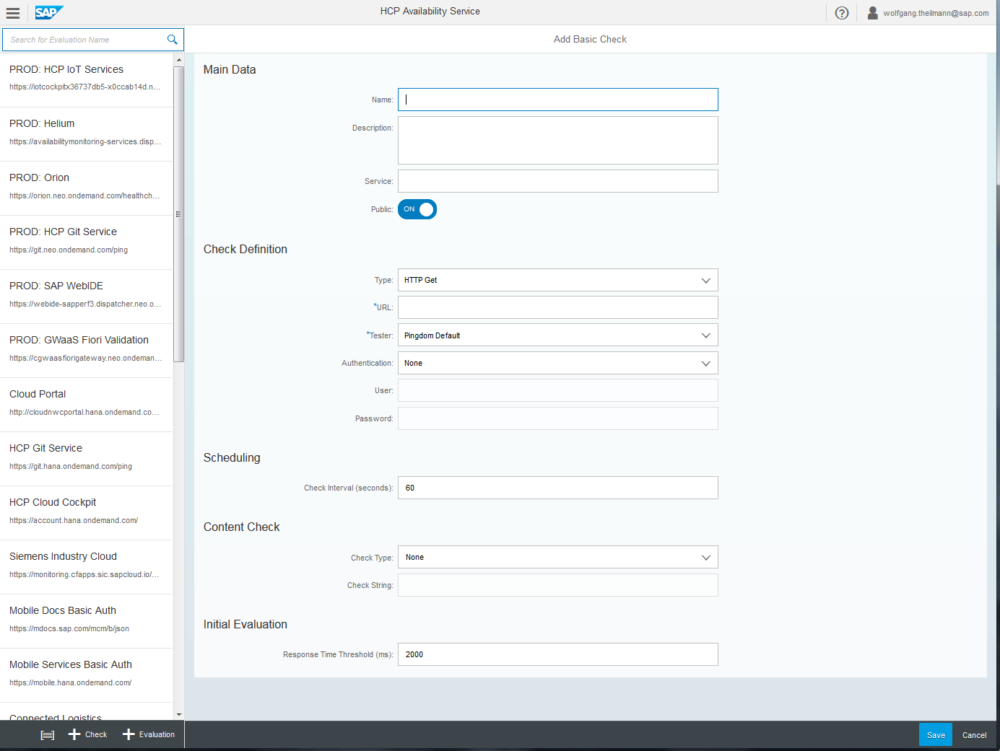 SAP
HCP Availability Service
wolfgang.theilmann@sap.com
Search for Evaluation Name
Add Basic Check
PROD: HCP IoT Services
https://iotcockpitx36737db5-x0ccab14d.n...
PROD: Helium
https://availabilitymonitoring-services.disp...
PROD: Orion
https://orion.neo.ondemand.com/healthch...
PROD: HCP Git Service
https://git.neo.ondemand.com/ping
PROD: SAP WebIDE
https://webide-sapperf3.dispatcher.neo.o...
PROD: GWaaS Fiori Validation
https://cgwaasfiorigateway.neo.ondeman...
Cloud Portal
http://cloudnwcportal.hana.ondemand.co...
HCP Git Service
https://git.hana.ondemand.com/ping
HCP Cloud Cockpit
https://account.hana.ondemand.com/
Siemens Industry Cloud
https://monitoring.cfapps.sic.sapcloud.io/...
Mobile Docs Basic Auth
https://mdocs.sap.com/mcm/b/json
Mobile Services Basic Auth
https://mobile.hana.ondemand.com/
Connected Logistics
Check
Evaluation
Main Data
Name:
Description:
Service:
Public: ON
Check Definition
Type: HTTP Get
*URL:
*Tester: Pingdom Default
Authentication: None
User:
Password:
Scheduling
Check Interval (seconds): 60
Content Check
Check Type: None
Check String:
Initial Evaluation
Response Time Threshold (ms): 2000
Save
Cancel